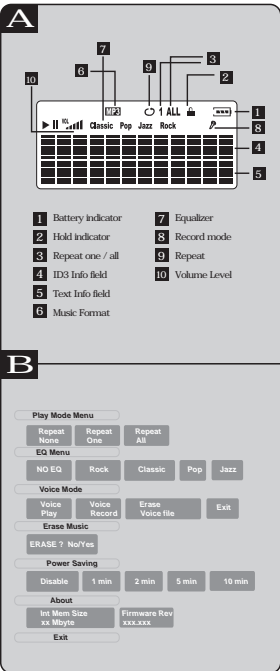 A
7
10
6
9
3
2
MP3
1 ALL
1
VOL
Classic Pop Jazz Rock
8
4
5
1 Battery indicator
2 Hold indicator
3 Repeat one / all
4 ID3 Info field
5 Text Info field
6 Music Format
7 Equalizer
8 Record mode
9 Repeat
10 Volume Level
B
Play Mode Menu
Repeat None
Repeat One
Repeat All
EQ Menu
NO EQ
Rock
Classic
Pop
Jazz
Voice Mode
Voice Play
Voice Record
Erase Voice file
Exit
Erase Music
ERASE ? No/Yes
Power Saving
Disable
1 min
2 min
5 min
10 min
About
Int Mem Size
xx Mbyte
Firmware Rev
xxx.xxx
Exit